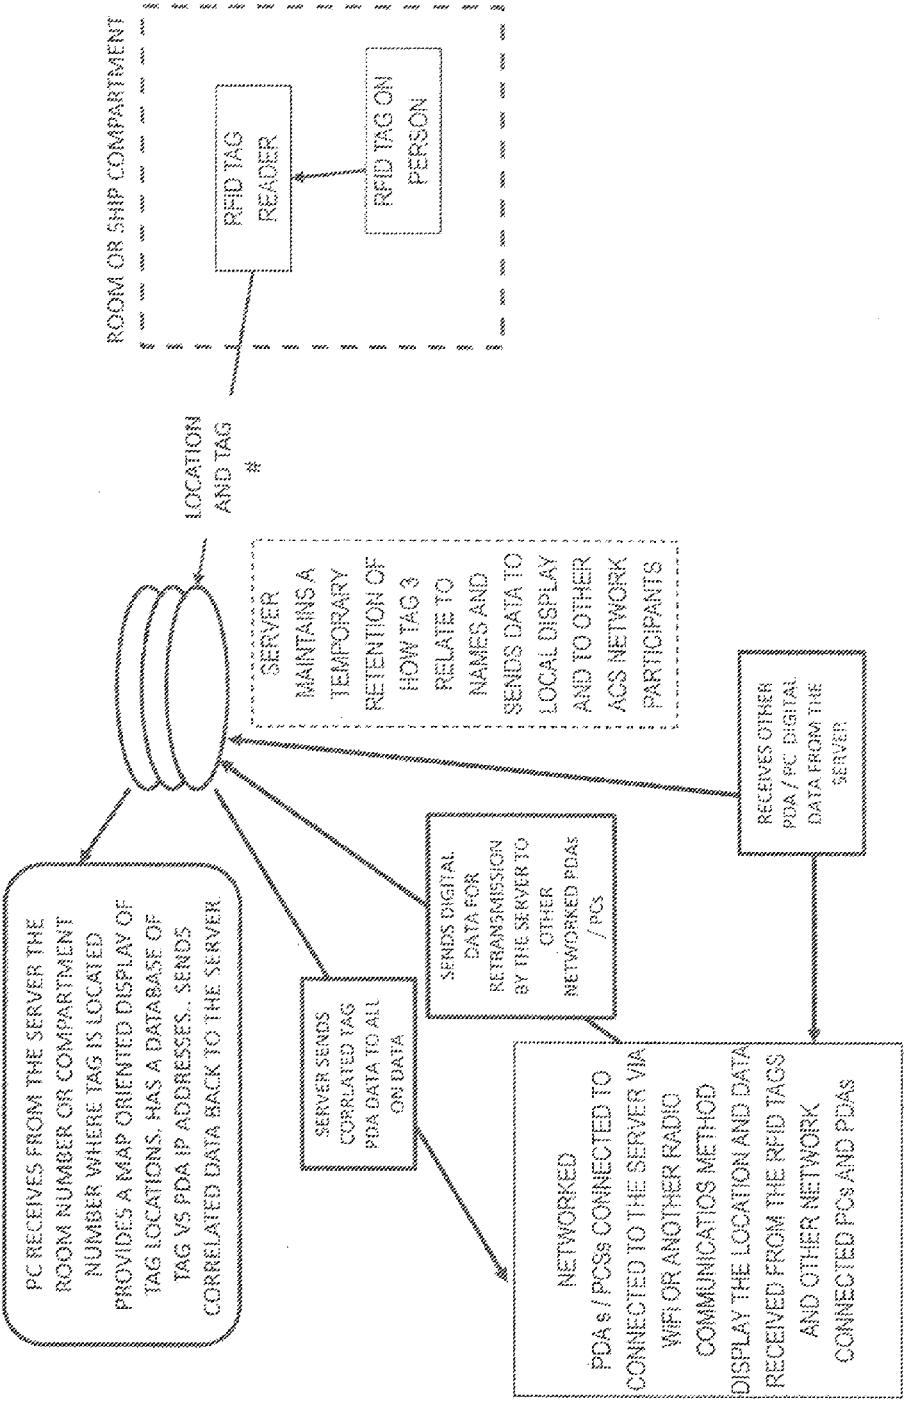 ROOM OR SHIP COMPARTMENT
RFID TAG
READER
RFID TAG ON
PERSON
LOCATION
AND TAG
#
SERVER
MAINTAINS A
TEMPORARY
RETENTION OF
HOW TAG 3
RELATE TO
NAMES AND
SENDS DATA TO
LOCAL DISPLAY
AND TO OTHER
ACS NETWORK
PARTICIPANTS
PC RECEIVES FROM THE SERVER THE
ROOM NUMBER OR COMPARTMENT
NUMBER WHERE TAG IS LOCATED
PROVIDES A MAP ORIENTED DISPLAY OF
TAG LOCATIONS. HAS A DATABASE OF
TAG VS PDA IP ADDRESSES.. SENDS
CORRELATED DATA BACK TO THE SERVER
SERVER SENDS
CORRLATED TAG
PDA DATA TO ALL
ON DATA
SENDS DIGITAL
DATA FOR
RETRANSMISSION
BY THE SERVER TO
OTHER
NETWORKED PDAs
/ PCs
RECEIVES OTHER
PDA / PC DIGITAL
DATA FROM THE
SERVER
NETWORKED
PDA s / PCSs CONNECTED TO
CONNECTED TO THE SERVER VIA
WiFi OR ANOTHER RADIO
COMMUNICATIOS METHOD
DISPLAY THE LOCATION AND DATA
RECEIVED FROM THE RFID TAGS
AND OTHER NETWORK
CONNECTED PCs AND PDAs